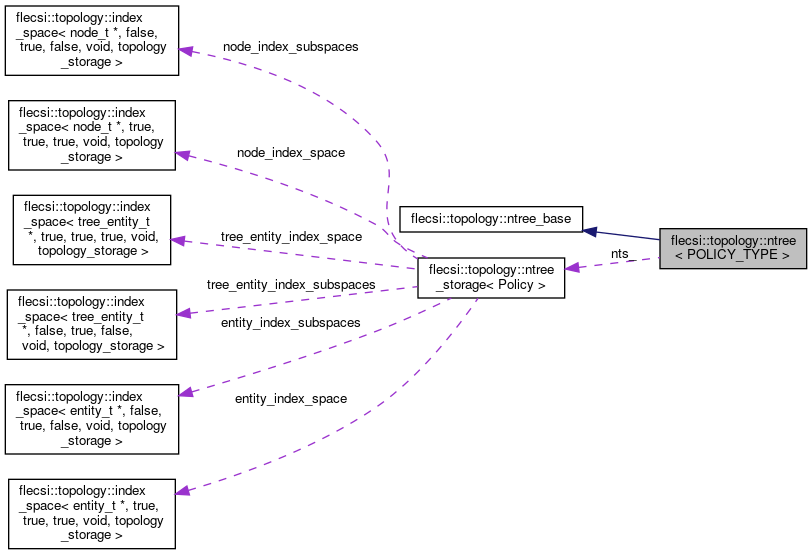 flecsi::topology::index
_space< node_t *, false,
true, false, void, topology
_storage >
node_index_subspaces
flecsi::topology::index
_space< node_t *, true,
true, true, void, topology
_storage >
node_index_space
flecsi::topology::index
_space< tree_entity_t
*, true, true, true, void,
topology_storage >
tree_entity_index_space
flecsi::topology::index
_space< tree_entity_t
*, false, true, false,
void, topology_storage >
tree_entity_index_subspaces
flecsi::topology::index
_space< entity_t *, false,
true, false, void, topology
_storage >
entity_index_subspaces
flecsi::topology::index
_space< entity_t *, true,
true, true, void, topology
_storage >
entity_index_space
flecsi::topology::ntree_base
flecsi::topology::ntree
_storage< Policy >
nts_
flecsi::topology::ntree
< POLICY_TYPE >